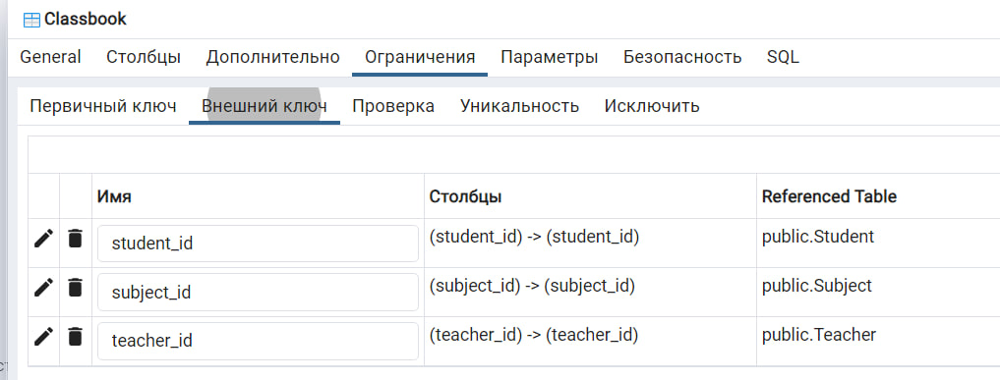 Classbook
General Столбцы Дополнительно Ограничения Параметры Безопасность SQL
Первичный ключ Внешний ключ Проверка Уникальность Исключить
Имя Столбцы Referenced Table
student_id (student_id) -> (student_id) public.Student
subject_id (subject_id) -> (subject_id) public.Subject
teacher_id (teacher_id) -> (teacher_id) public.Teacher